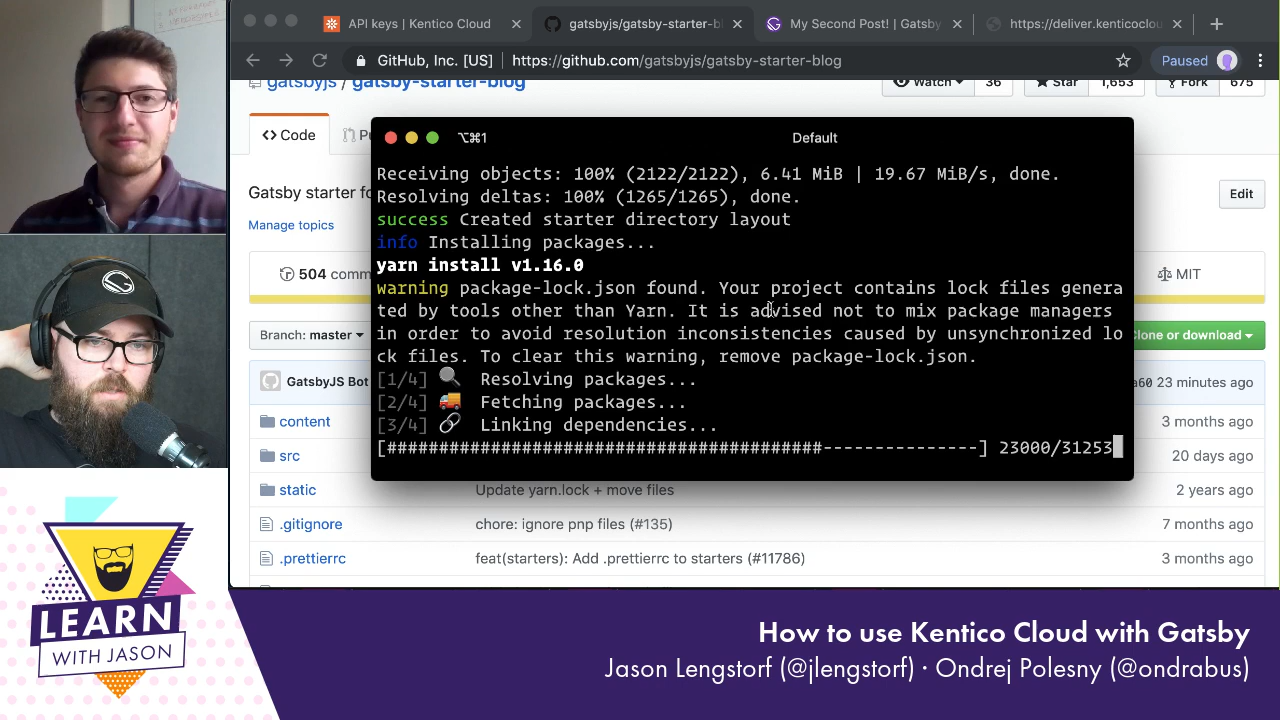 API keys | Kentico Cloud
gatsbyjs/gatsby-starter-b
My Second Post! | Gatsby
https://deliver.kenticoclou
GitHub, Inc. [US]
https://github.com/gatsbyjs/gatsby-starter-blog
Paused
gatsbyjs / gatsby-starter-blog
Watch
36
Star
1,653
Fork
675
Code
Gatsby starter fo
Edit
Manage topics
504 comm
MIT
Branch: master
Clone or download
GatsbyJS Bot
a60 23 minutes ago
content
3 months ago
src
20 days ago
static
Update yarn.lock + move files
2 years ago
.gitignore
chore: ignore pnp files (#135)
7 months ago
.prettierrc
feat(starters): Add .prettierrc to starters (#11786)
3 months ago
⌥⌘1
Default
Receiving objects: 100% (2122/2122), 6.41 MiB | 19.67 MiB/s, done.
Resolving deltas: 100% (1265/1265), done.
success Created starter directory layout
info Installing packages...
yarn install v1.16.0
warning package-lock.json found. Your project contains lock files genera
ted by tools other than Yarn. It is advised not to mix package managers
in order to avoid resolution inconsistencies caused by unsynchronized lo
ck files. To clear this warning, remove package-lock.json.
[1/4] 🔍 Resolving packages...
[2/4] 🚚 Fetching packages...
[3/4] 🔗 Linking dependencies...
[##########################################---------------] 23000/31253
LEARN
WITH JASON
How to use Kentico Cloud with Gatsby
Jason Lengstorf (@jlengstorf) · Ondrej Polesny (@ondrabus)